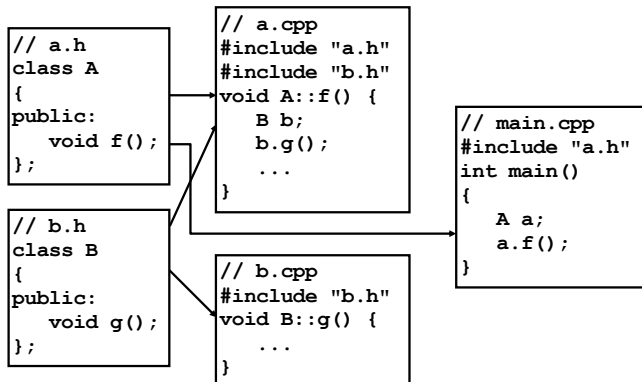 // a.h
class A
{
public:
void f();
};
// b.h
class B
{
public:
void g();
};
// a.cpp
#include "a.h"
#include "b.h"
void A::f() {
B b;
b.g();
...
}
// b.cpp
#include "b.h"
void B::g() {
...
}
// main.cpp
#include "a.h"
int main()
{
A a;
a.f();
}